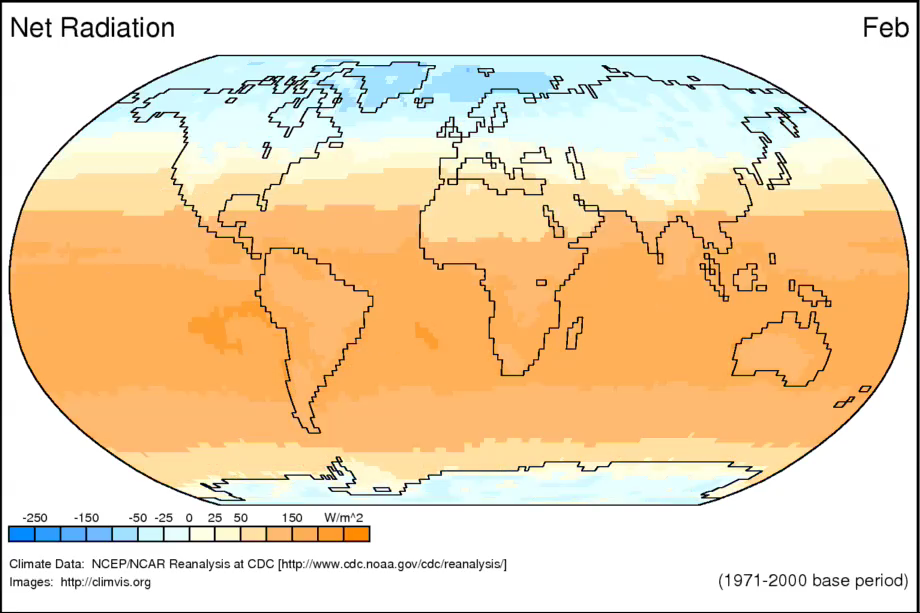 Net Radiation Feb
-250 -150 -50 -25 0 25 50 150 W/m^2
Climate Data:  NCEP/NCAR Reanalysis at CDC [http://www.cdc.noaa.gov/cdc/reanalysis/]
Images:  http://climvis.org
(1971-2000 base period)